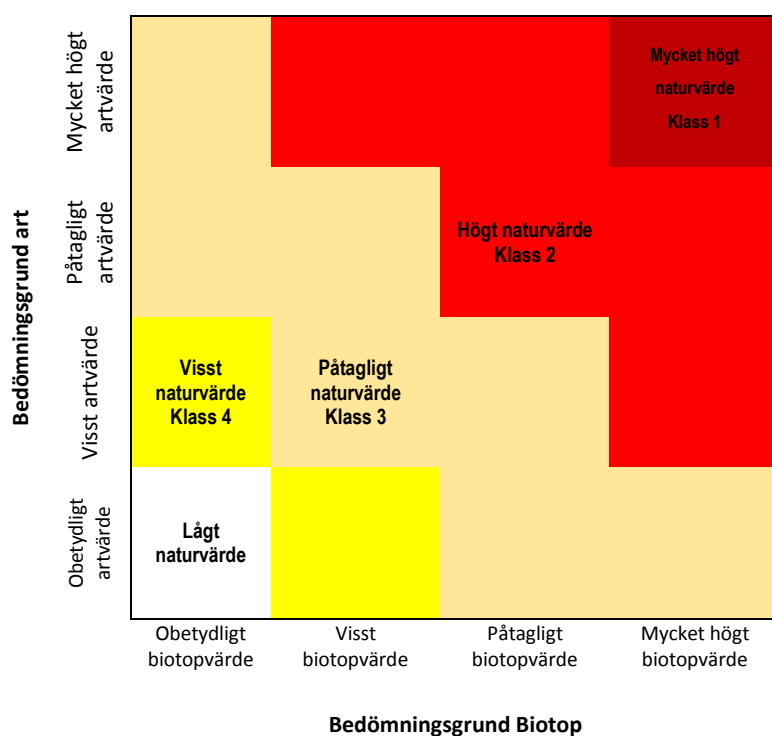 Bedömningsgrund art
Mycket högt
artvärde
Påtagligt
artvärde
Visst artvärde
Obetydligt
artvärde
Mycket högt
naturvärde
Klass 1
Högt naturvärde
Klass 2
Visst
naturvärde
Klass 4
Påtagligt
naturvärde
Klass 3
Lågt
naturvärde
Obetydligt
biotopvärde
Visst
biotopvärde
Påtagligt
biotopvärde
Mycket högt
biotopvärde
Bedömningsgrund Biotop